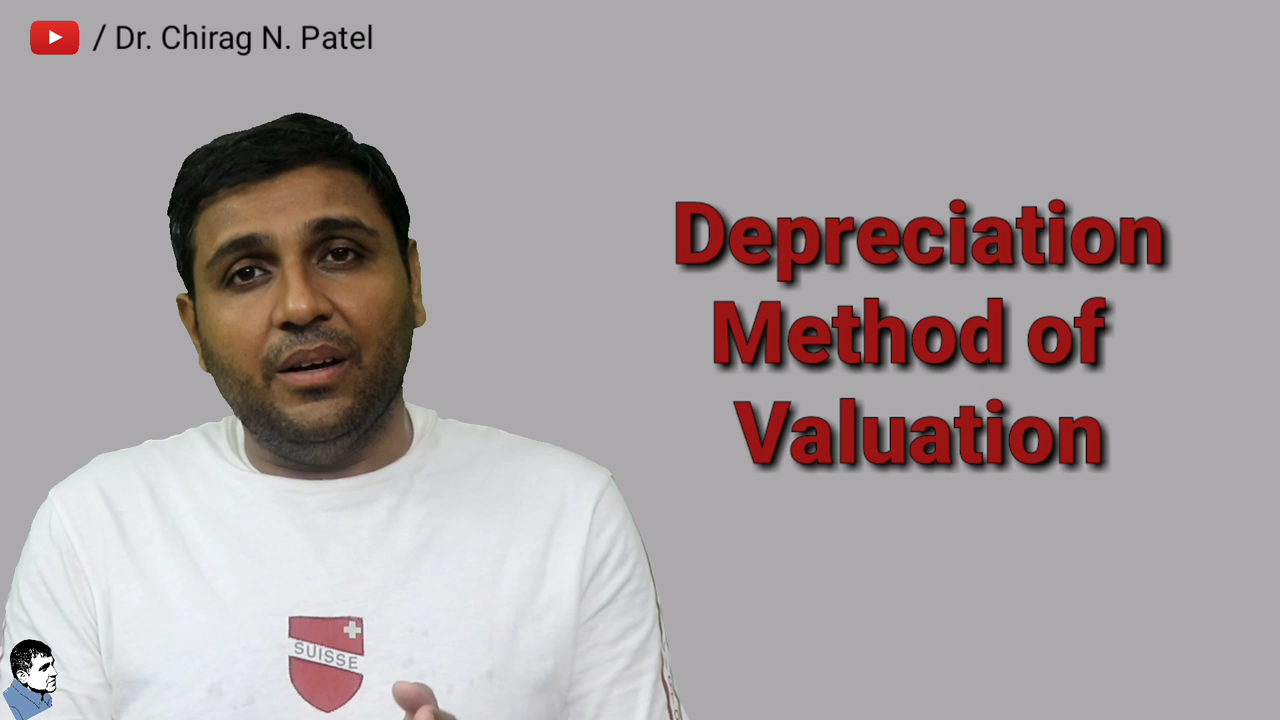 / Dr. Chirag N. Patel
Depreciation
Method of
Valuation
SUISSE